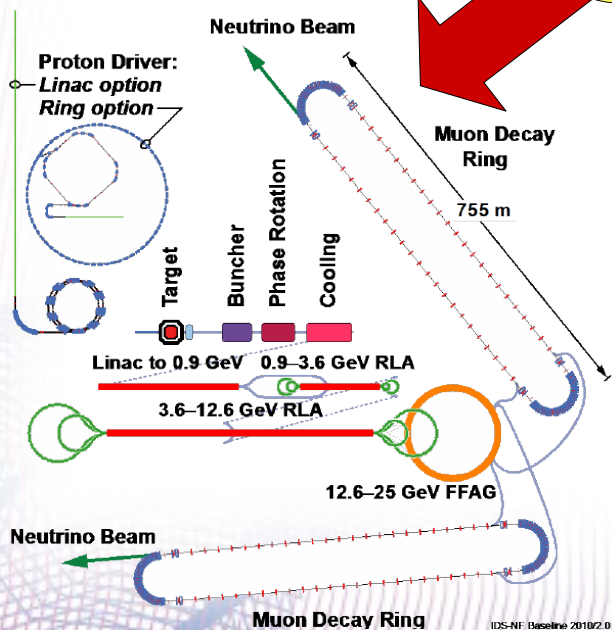 Neutrino Beam
Proton Driver:
Linac option
Ring option
Muon Decay
Ring
755 m
Target
Buncher
Phase Rotation
Cooling
Linac to 0.9 GeV
0.9–3.6 GeV RLA
3.6–12.6 GeV RLA
12.6–25 GeV FFAG
Neutrino Beam
Muon Decay Ring
IDS-NF Baseline 2010/2.0